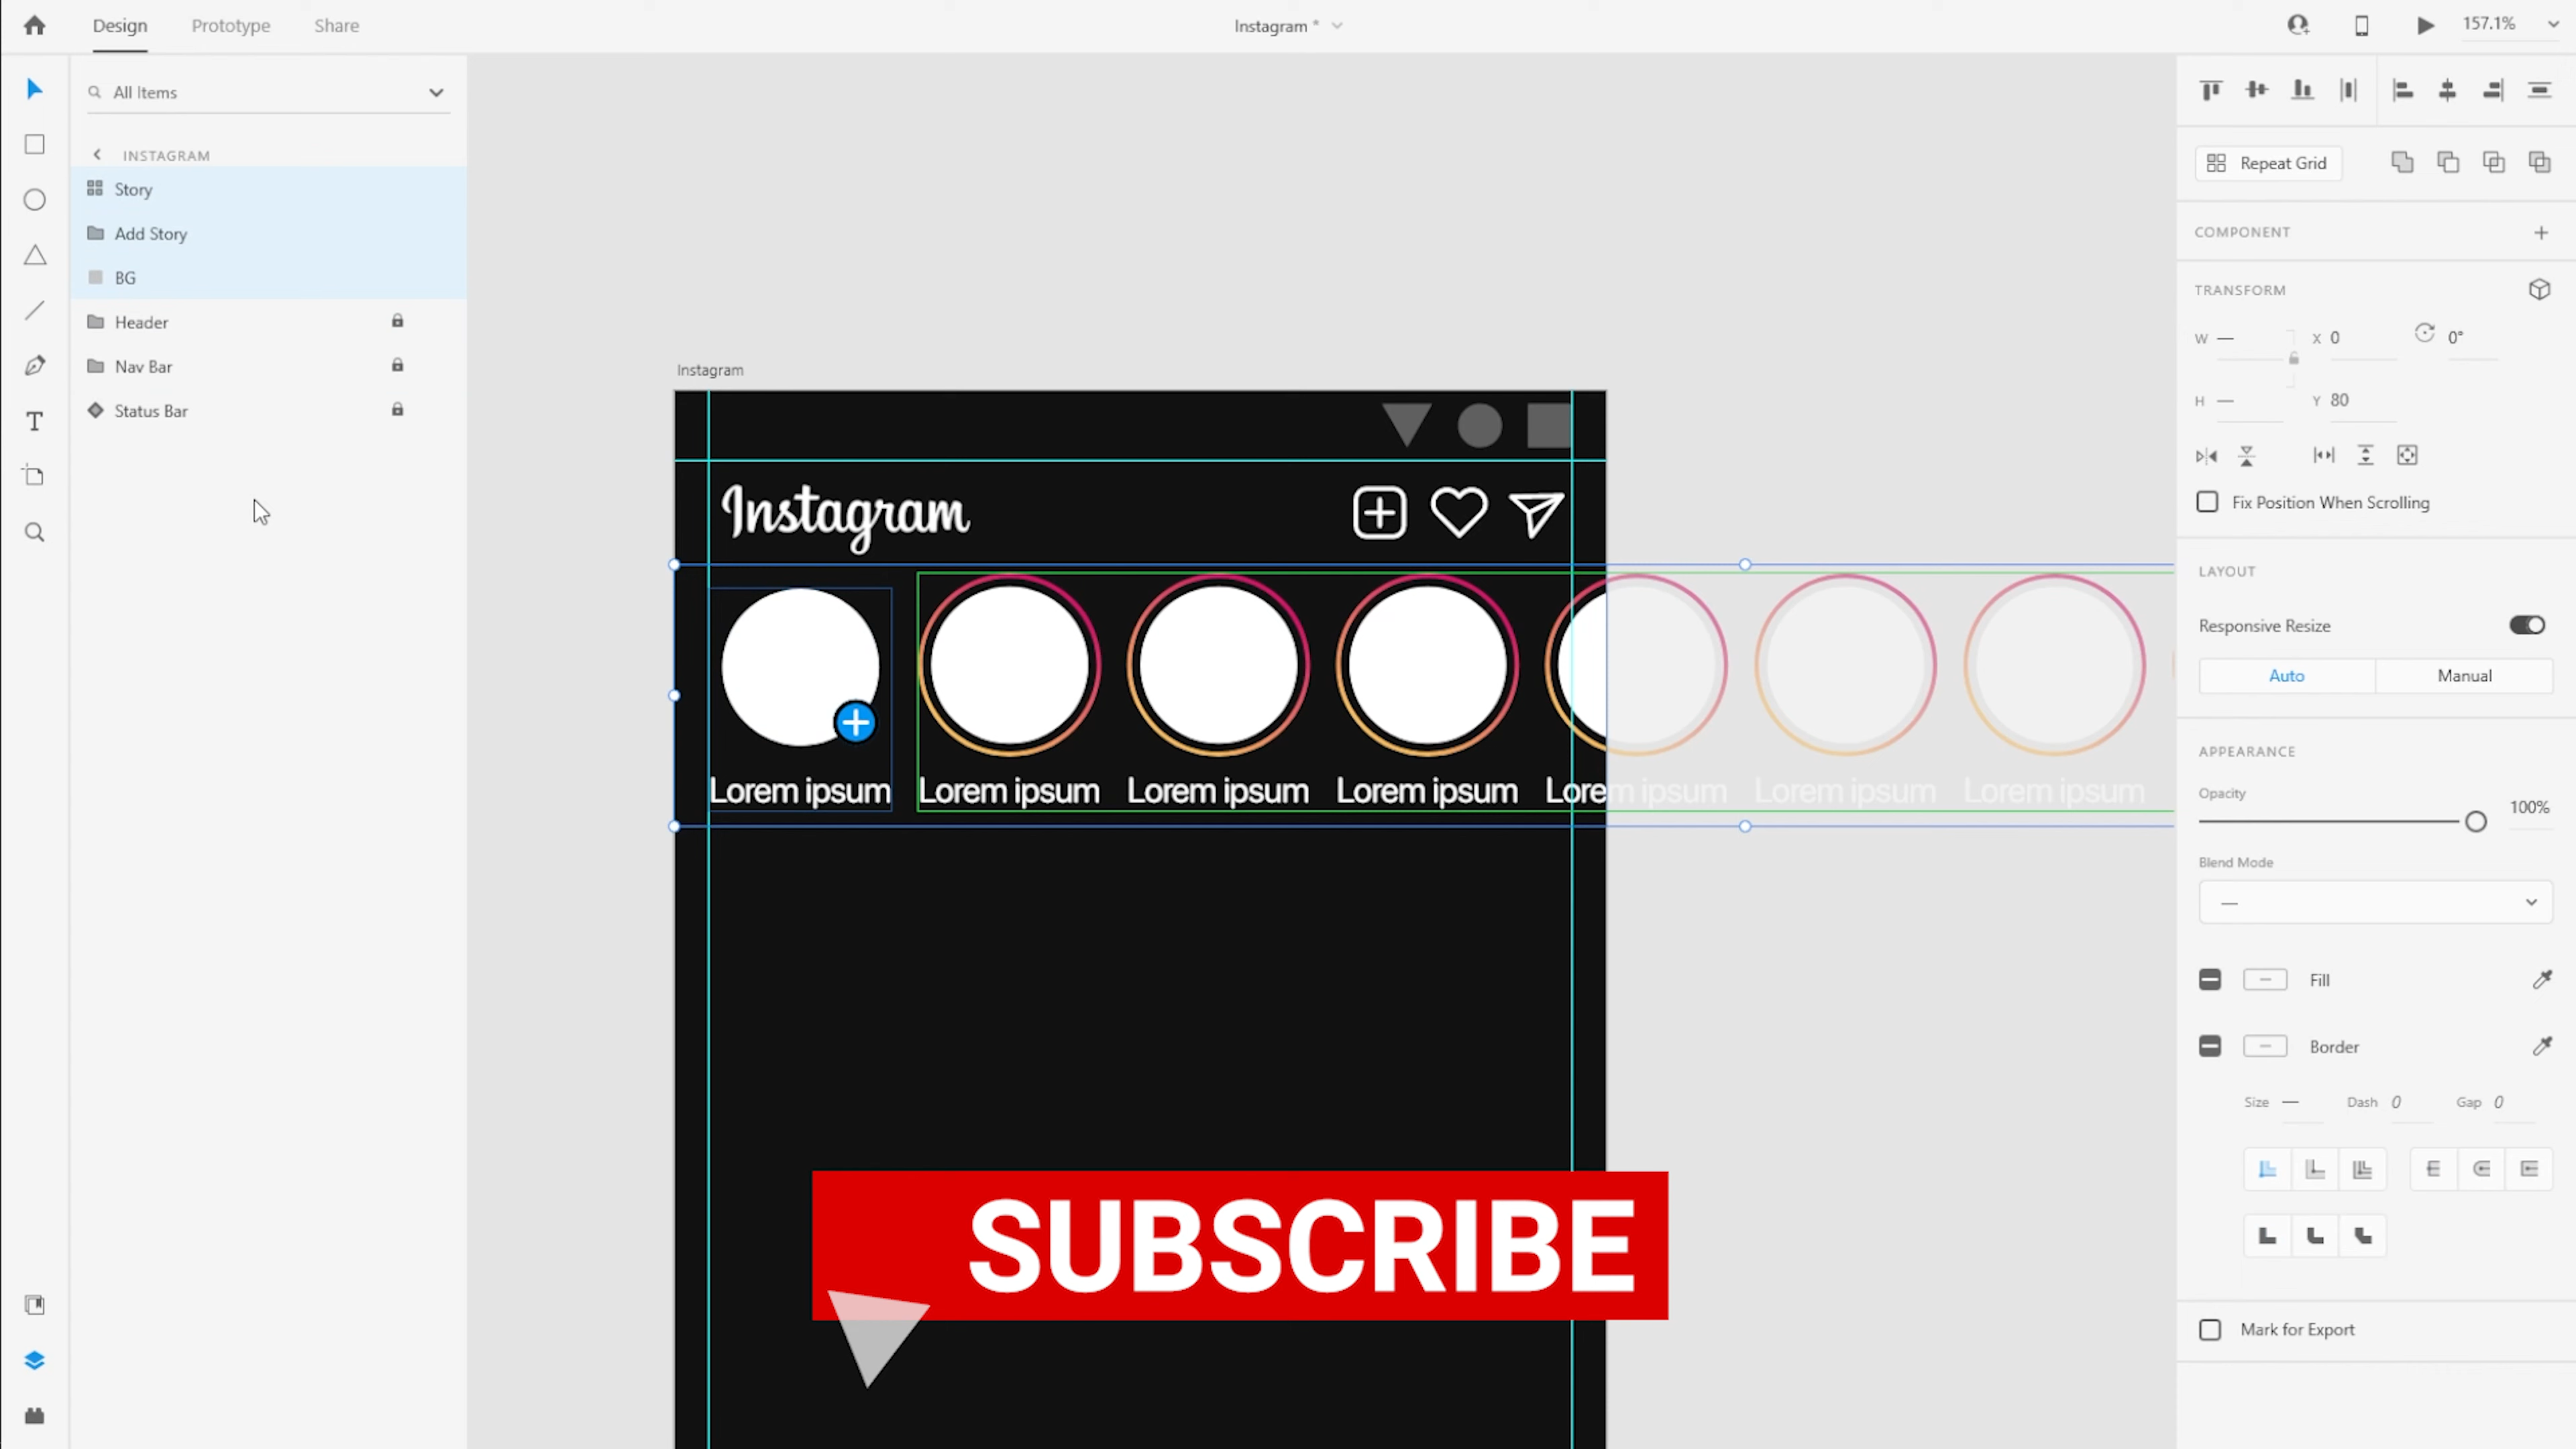 Design Prototype Share Instagram * 157.1%
All Items
INSTAGRAM
Story
Add Story
BG
Header
Nav Bar
Status Bar
Instagram
Instagram
Lorem ipsum Lorem ipsum Lorem ipsum Lorem ipsum Lorem ipsum Lorem ipsum Lorem ipsum
SUBSCRIBE
Repeat Grid
COMPONENT
TRANSFORM
W — X 0 0°
H — Y 80
Fix Position When Scrolling
LAYOUT
Responsive Resize
Auto Manual
APPEARANCE
Opacity
100%
Blend Mode
—
Fill
Border
Size — Dash 0 Gap 0
Mark for Export